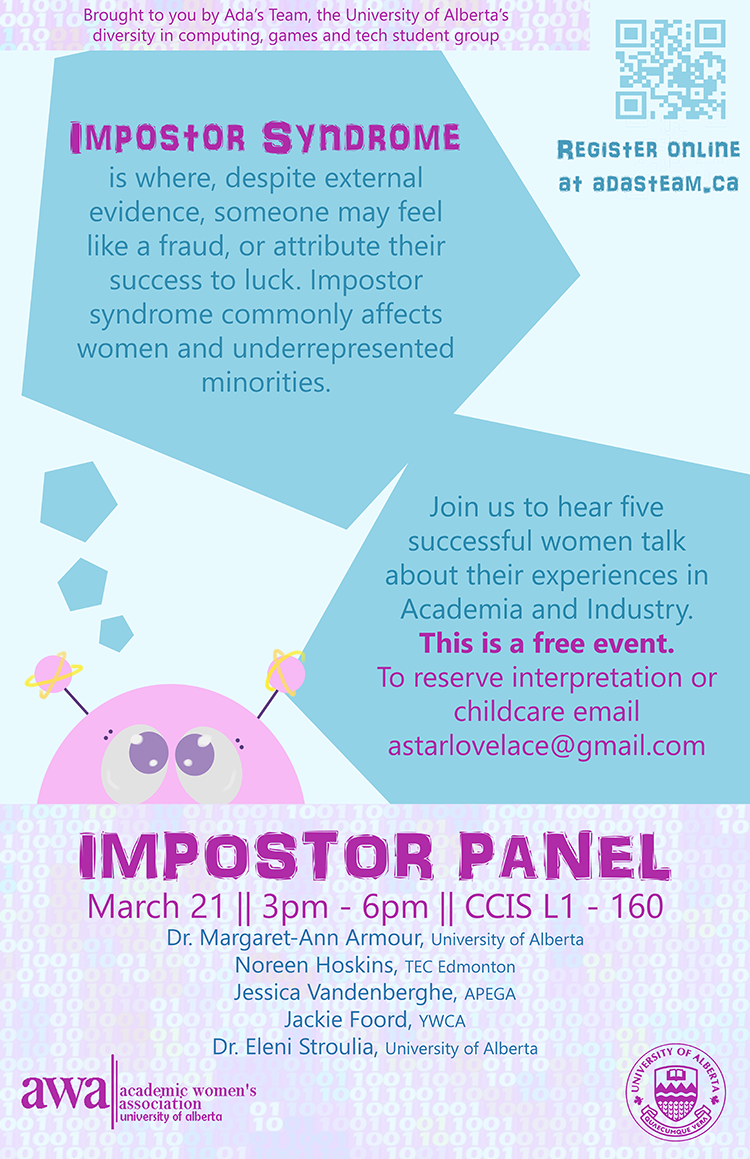 Brought to you by Ada's Team, the University of Alberta's
diversity in computing, games and tech student group
Register online
at adasteam.ca
Impostor Syndrome
is where, despite external
evidence, someone may feel
like a fraud, or attribute their
success to luck. Impostor
syndrome commonly affects
women and underrepresented
minorities.
Join us to hear five
successful women talk
about their experiences in
Academia and Industry.
This is a free event.
To reserve interpretation or
childcare email
astarlovelace@gmail.com
IMPOSTOR PANEL
March 21 || 3pm - 6pm || CCIS L1 - 160
Dr. Margaret-Ann Armour, University of Alberta
Noreen Hoskins, TEC Edmonton
Jessica Vandenberghe, APEGA
Jackie Foord, YWCA
Dr. Eleni Stroulia, University of Alberta
awa
academic women's
association
university of alberta
UNIVERSITY OF ALBERTA
QUAECUMQUE VERA